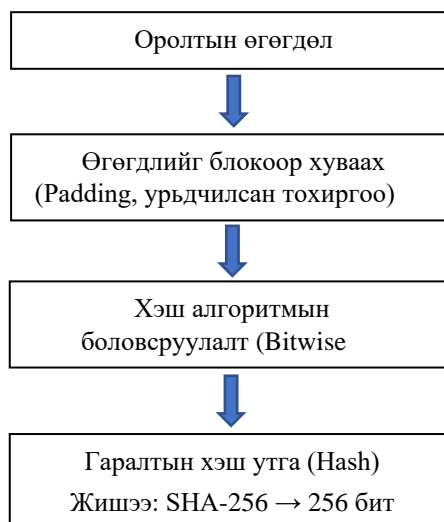 Оролтын өгөгдөл
Өгөгдлийг блокоор хуваах
(Padding, урьдчилсан тохиргоо)
Хэш алгоритмын
боловсруулалт (Bitwise
Гаралтын хэш утга (Hash)
Жишээ: SHA-256 → 256 бит